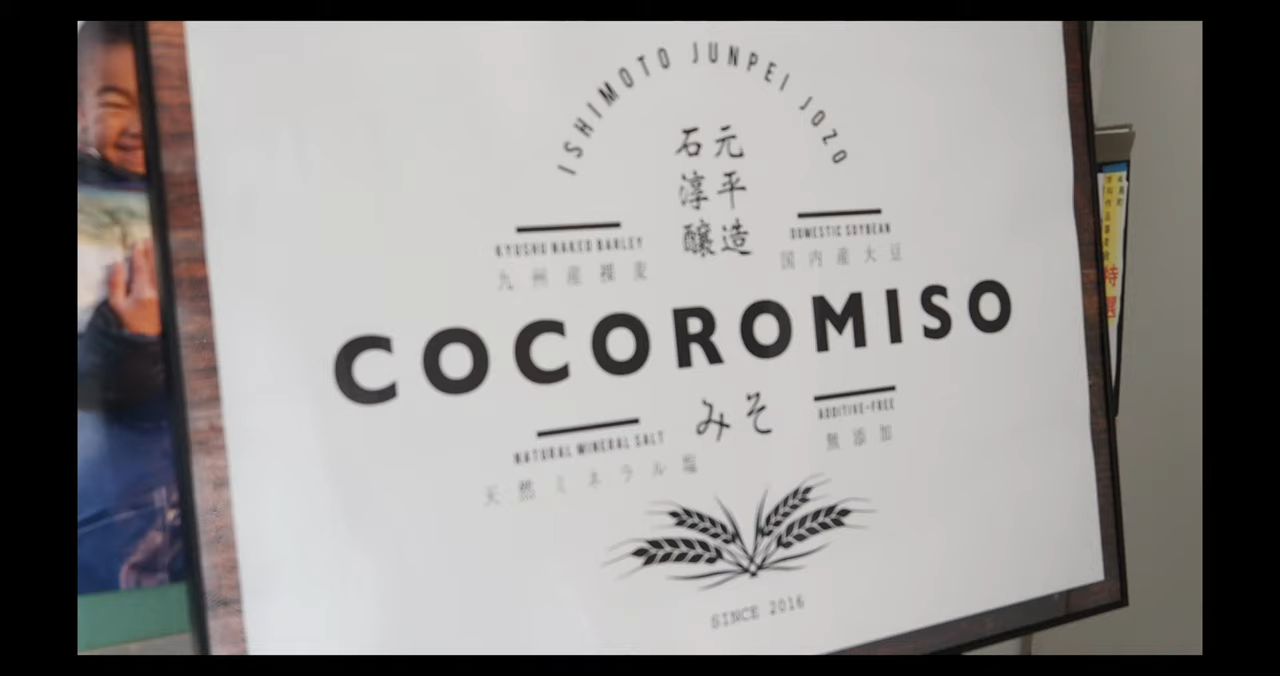 ISHIMOTO JUNPEI JOZO
石元
淳平
醸造
KYUSHU NAKED BARLEY
九州産裸麦
DOMESTIC SOYBEAN
国内産大豆
COCOROMISO
みそ
NATURAL MINERAL SALT
天然ミネラル塩
ADDITIVE-FREE
無添加
SINCE 2016
特選